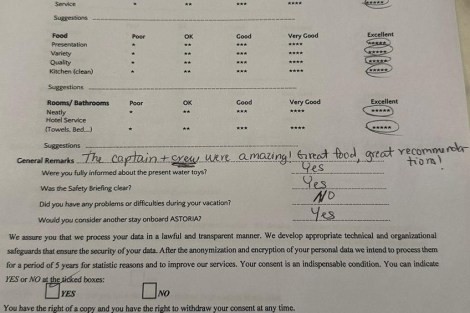 Service * ** *** **** *****
Suggestions
Food Poor OK Good Very Good Excellent
Presentation * ** *** **** *****
Variety * ** *** **** *****
Quality * ** *** **** *****
Kitchen (clean) * ** *** **** *****
Suggestions
Rooms/ Bathrooms Poor OK Good Very Good Excellent
Neatly * ** *** **** *****
Hotel Service
(Towels, Bed...) * ** *** **** *****
Suggestions
General Remarks The captain + crew were amazing! Great food, great recommenda
tions!
Were you fully informed about the present water toys? Yes
Was the Safety Briefing clear? Yes
Did you have any problems or difficulties during your vacation? NO
Would you consider another stay onboard ASTORIA? Yes
We assure you that we process your data in a lawful and transparent manner. We develop appropriate technical and organizational
safeguards that ensure the security of your data. After the anonymization and encryption of your personal data we intend to process them
for a period of 5 years for statistic reasons and to improve our services. Your consent is an indispensable condition. You can indicate
YES or NO at the ticked boxes:
YES NO
You have the right of a copy and you have the right to withdraw your consent at any time.